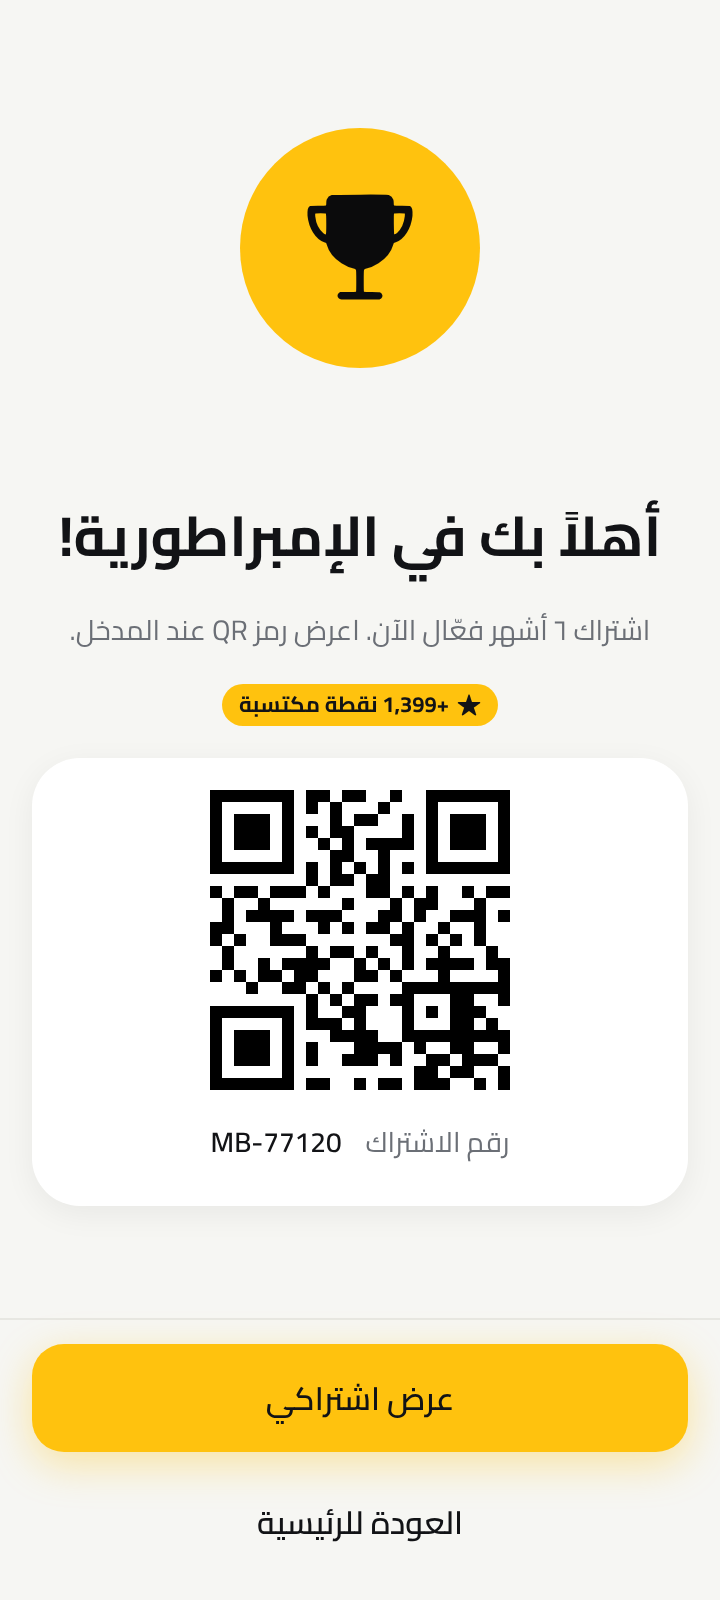 أهلاً بك في الإمبراطورية!
اشتراك ٦ أشهر فعّال الآن. اعرض رمز QR عند المدخل.
+1,399 نقطة مكتسبة
رقم الاشتراك MB-77120
عرض اشتراكي
العودة للرئيسية